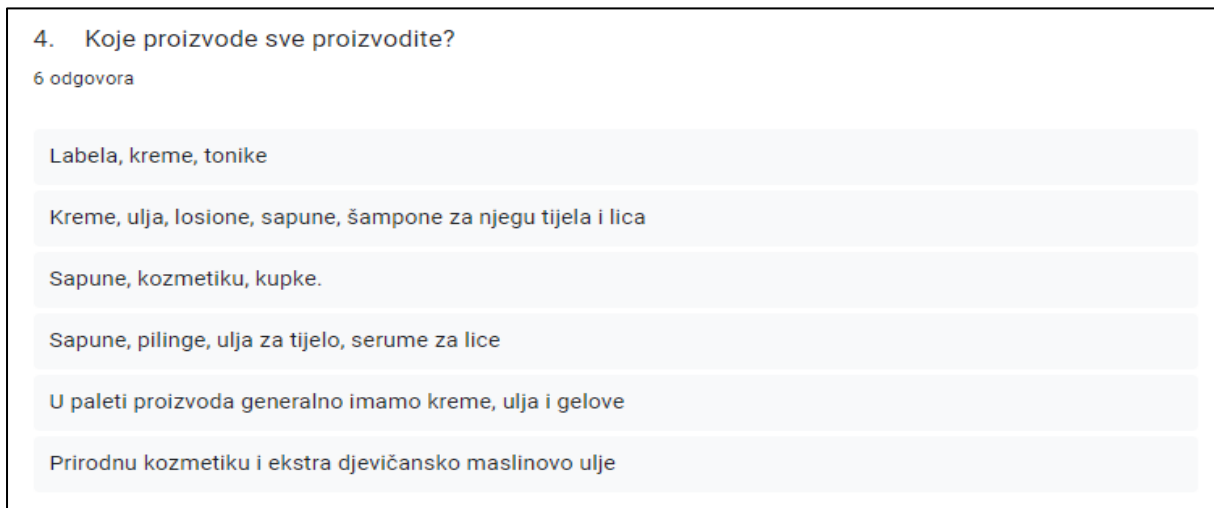 4. Koje proizvode sve proizvodite?
6 odgovora
Labela, kreme, tonike
Kreme, ulja, losione, sapune, šampone za njegu tijela i lica
Sapune, kozmetiku, kupke.
Sapune, pilinge, ulja za tijelo, serume za lice
U paleti proizvoda generalno imamo kreme, ulja i gelove
Prirodnu kozmetiku i ekstra djevičansko maslinovo ulje